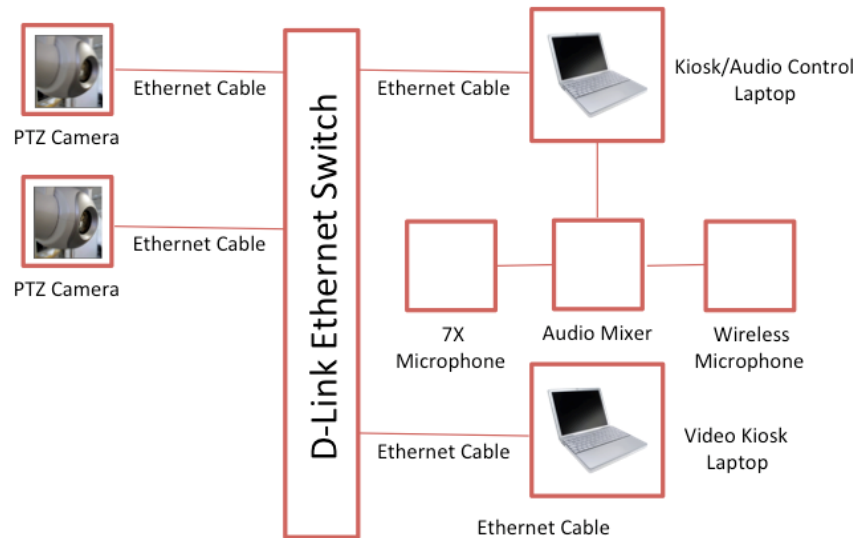 Ethernet Cable
PTZ Camera
Ethernet Cable
PTZ Camera
D-Link Ethernet Switch
Ethernet Cable
Kiosk/Audio Control
Laptop
7X
Microphone
Audio Mixer
Wireless
Microphone
Ethernet Cable
Video Kiosk
Laptop
Ethernet Cable